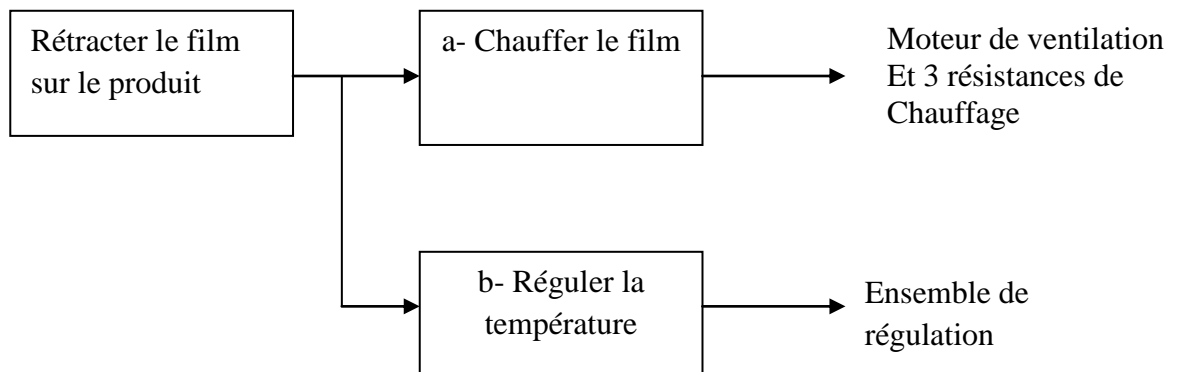 Rétracter le film
sur le produit
a- Chauffer le film
Moteur de ventilation
Et 3 résistances de
Chauffage
b- Réguler la
température
Ensemble de
régulation